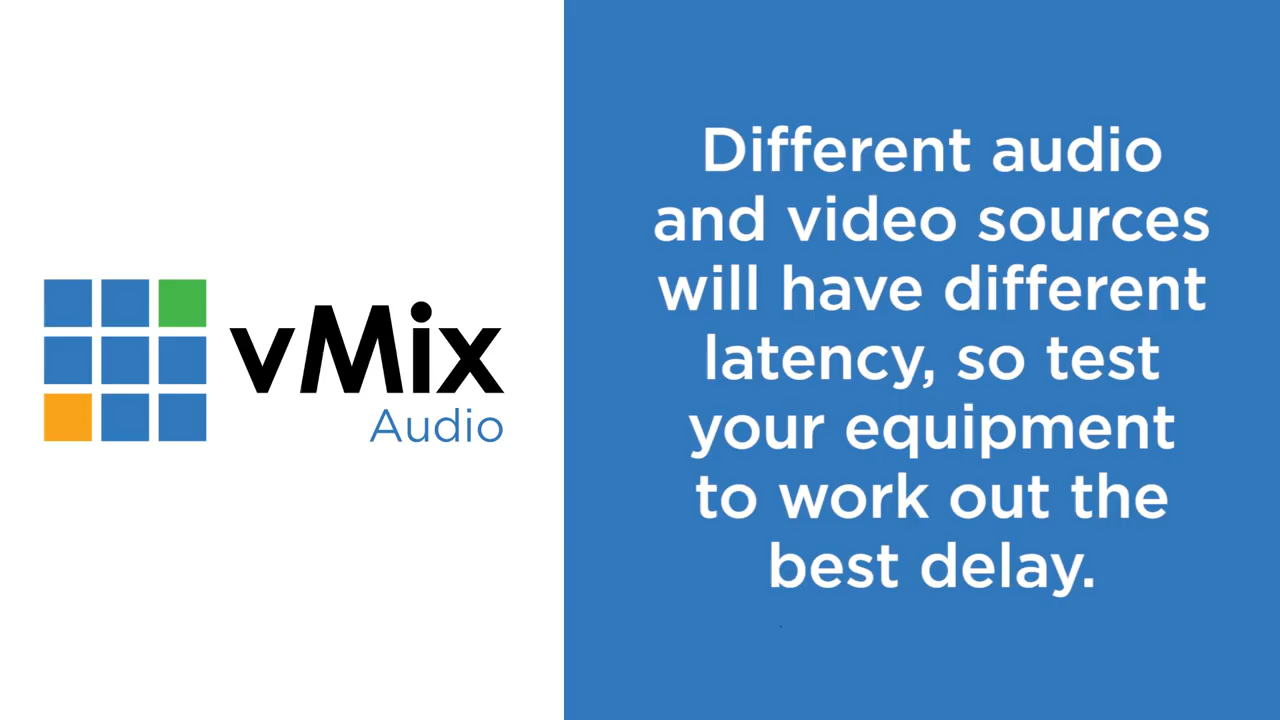 vMix
Audio
Different audio
and video sources
will have different
latency, so test
your equipment
to work out the
best delay.